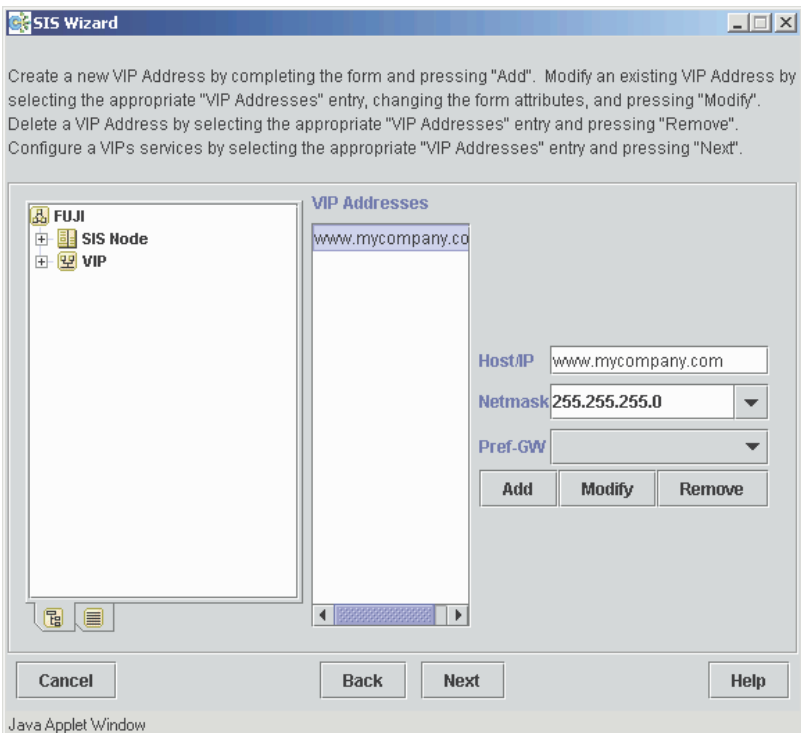 SIS Wizard
Create a new VIP Address by completing the form and pressing "Add". Modify an existing VIP Address by
selecting the appropriate "VIP Addresses" entry, changing the form attributes, and pressing "Modify".
Delete a VIP Address by selecting the appropriate "VIP Addresses" entry and pressing "Remove".
Configure a VIPs services by selecting the appropriate "VIP Addresses" entry and pressing "Next".
FUJI
SIS Node
VIP
VIP Addresses
www.mycompany.co
Host/IP www.mycompany.com
Netmask 255.255.255.0
Pref-GW
Add Modify Remove
Cancel Back Next Help
Java Applet Window